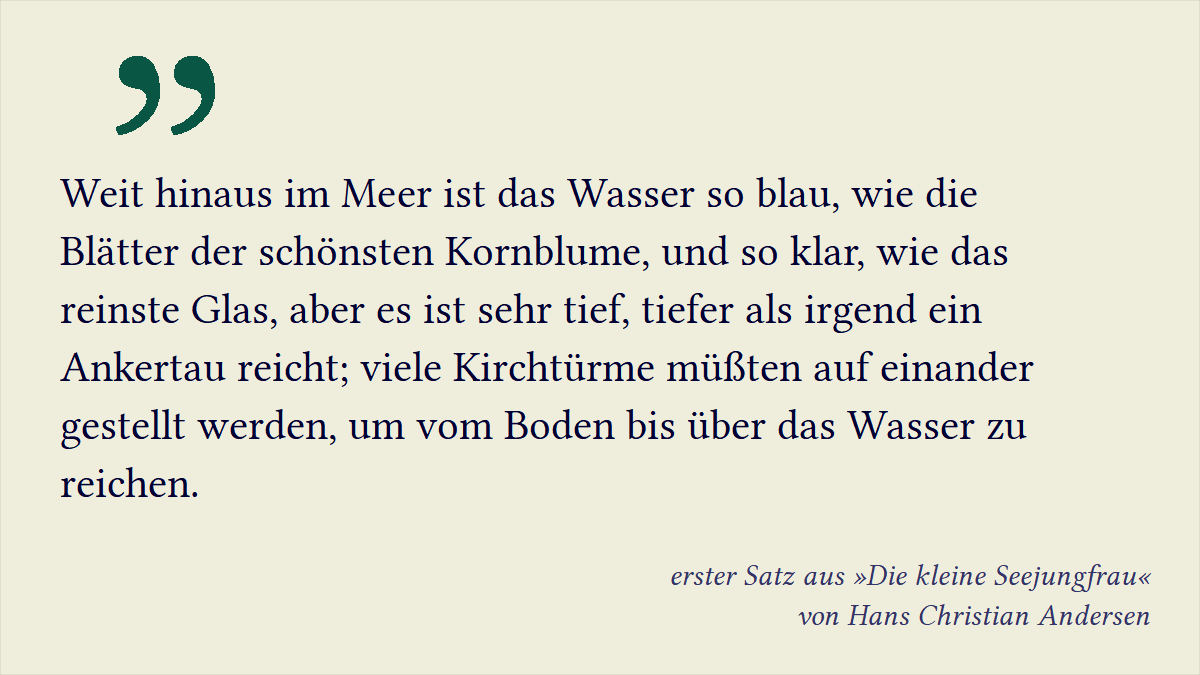 ”
Weit hinaus im Meer ist das Wasser so blau, wie die
Blätter der schönsten Kornblume, und so klar, wie das
reinste Glas, aber es ist sehr tief, tiefer als irgend ein
Ankertau reicht; viele Kirchtürme müßten auf einander
gestellt werden, um vom Boden bis über das Wasser zu
reichen.
erster Satz aus »Die kleine Seejungfrau«
von Hans Christian Andersen